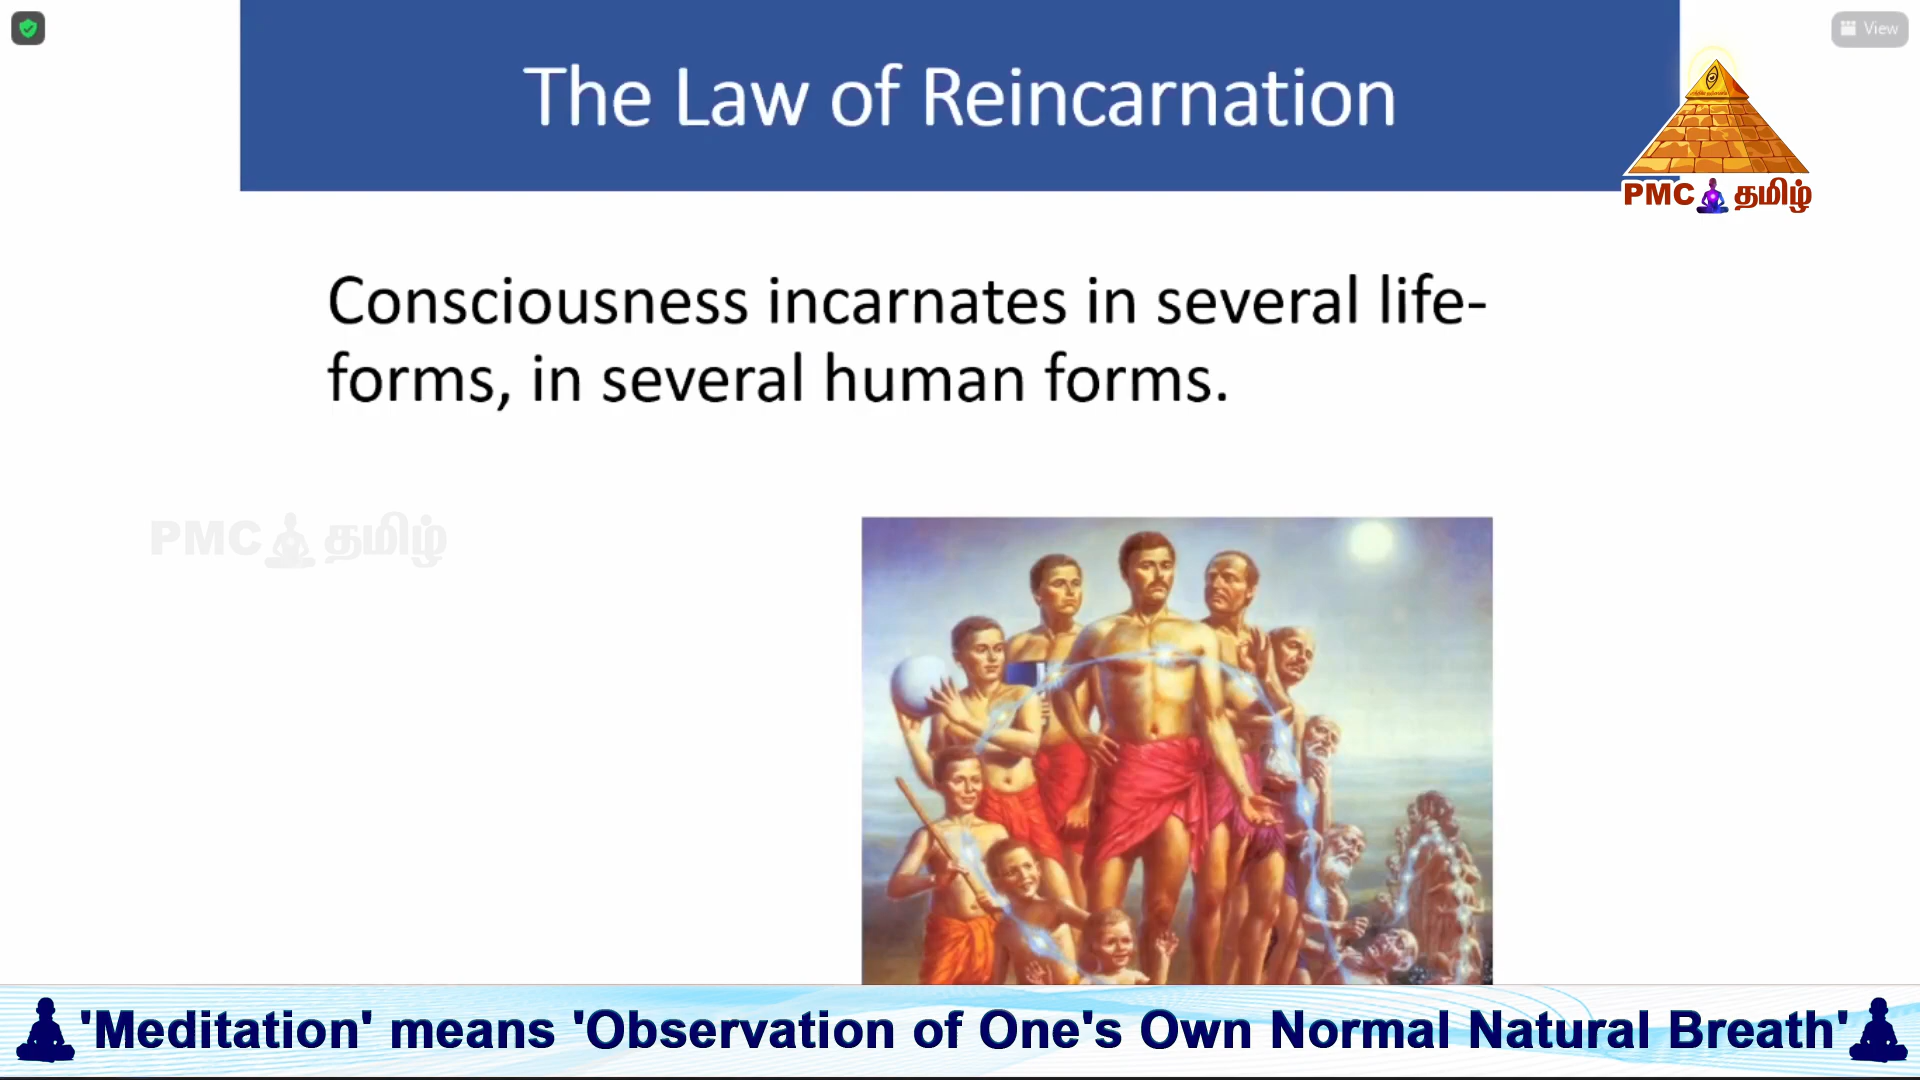 View
The Law of Reincarnation
PMC தமிழ்
Consciousness incarnates in several life-
forms, in several human forms.
PMC தமிழ்
'Meditation' means 'Observation of One's Own Normal Natural Breath'